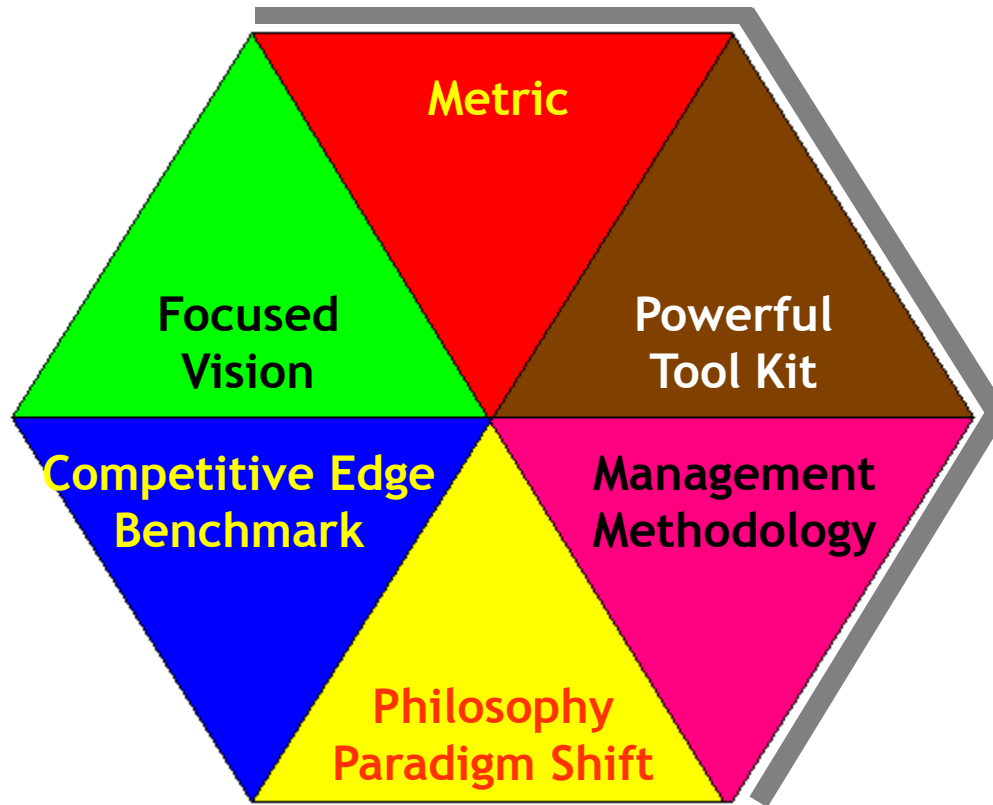 Metric
Focused
Vision
Powerful
Tool Kit
Competitive Edge
Benchmark
Management
Methodology
Philosophy
Paradigm Shift